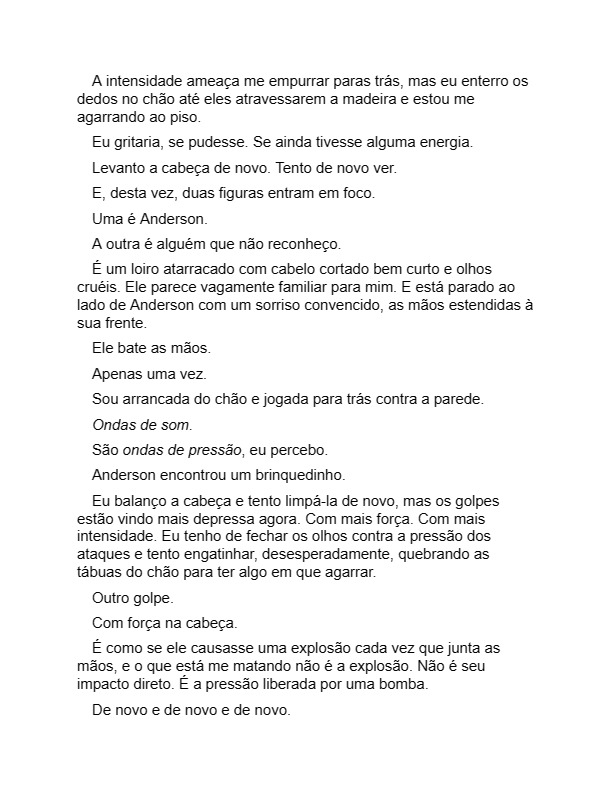 A intensidade ameaça me empurrar paras trás, mas eu enterro os
dedos no chão até eles atravessarem a madeira e estou me
agarrando ao piso.
Eu gritaria, se pudesse. Se ainda tivesse alguma energia.
Levanto a cabeça de novo. Tento de novo ver.
E, desta vez, duas figuras entram em foco.
Uma é Anderson.
A outra é alguém que não reconheço.
É um loiro atarracado com cabelo cortado bem curto e olhos
cruéis. Ele parece vagamente familiar para mim. E está parado ao
lado de Anderson com um sorriso convencido, as mãos estendidas à
sua frente.
Ele bate as mãos.
Apenas uma vez.
Sou arrancada do chão e jogada para trás contra a parede.
Ondas de som.
São ondas de pressão, eu percebo.
Anderson encontrou um brinquedinho.
Eu balanço a cabeça e tento limpá-la de novo, mas os golpes
estão vindo mais depressa agora. Com mais força. Com mais
intensidade. Eu tenho de fechar os olhos contra a pressão dos
ataques e tento engatinhar, desesperadamente, quebrando as
tábuas do chão para ter algo em que agarrar.
Outro golpe.
Com força na cabeça.
É como se ele causasse uma explosão cada vez que junta as
mãos, e o que está me matando não é a explosão. Não é seu
impacto direto. É a pressão liberada por uma bomba.
De novo e de novo e de novo.